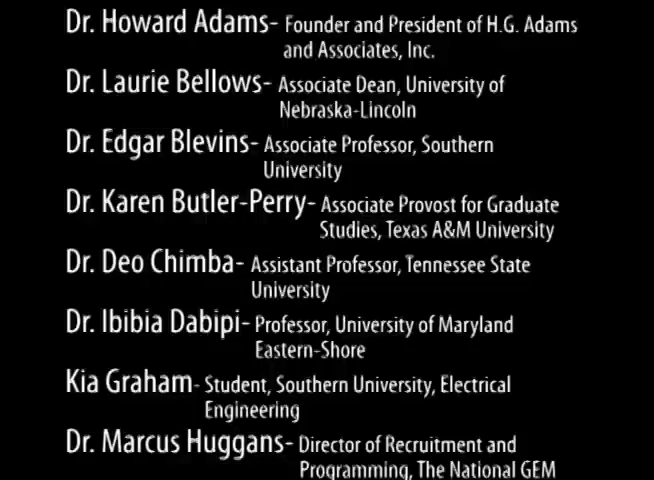 Dr. Howard Adams- Founder and President of H.G. Adams
and Associates, Inc.
Dr. Laurie Bellows- Associate Dean, University of
Nebraska-Lincoln
Dr. Edgar Blevins- Associate Professor, Southern
University
Dr. Karen Butler-Perry- Associate Provost for Graduate
Studies, Texas A&M University
Dr. Deo Chimba- Assistant Professor, Tennessee State
University
Dr. Ibibia Dabipi- Professor, University of Maryland
Eastern-Shore
Kia Graham- Student, Southern University, Electrical
Engineering
Dr. Marcus Huggans- Director of Recruitment and
Programming, The National GEM